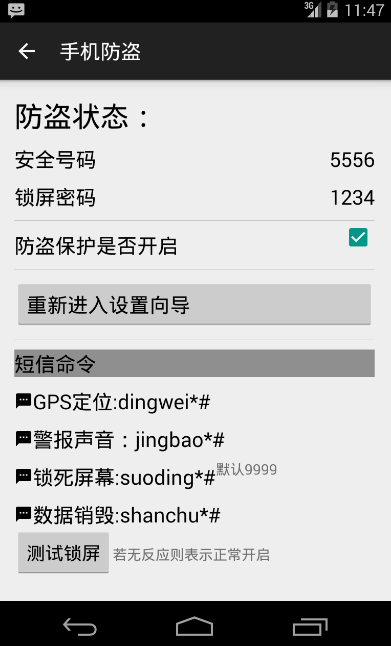 3G 11:47
手机防盗
防盗状态：
安全号码 5556
锁屏密码 1234
防盗保护是否开启
重新进入设置向导
短信命令
GPS定位:dingwei*#
警报声音：jingbao*#
锁死屏幕:suoding*#默认9999
数据销毁:shanchu*#
测试锁屏 若无反应则表示正常开启